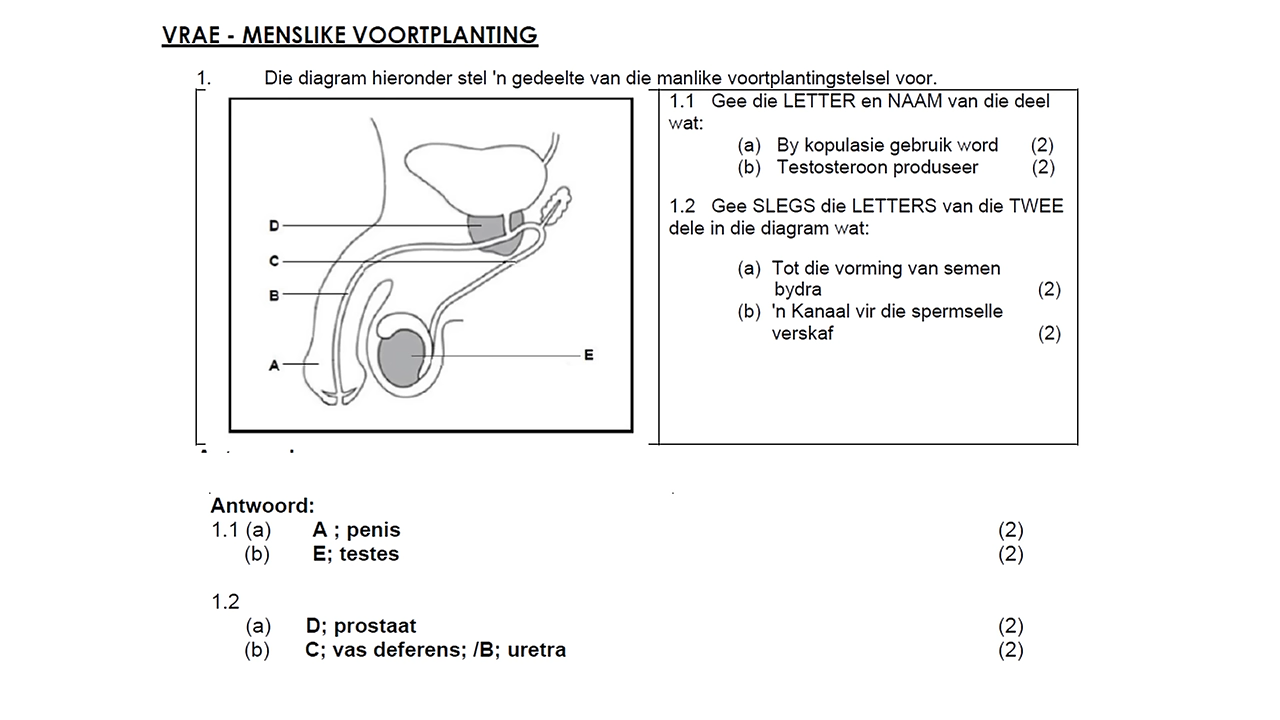 VRAE - MENSLIKE VOORTPLANTING
1. Die diagram hieronder stel 'n gedeelte van die manlike voortplantingstelsel voor.
D
C
B
A
E
1.1 Gee die LETTER en NAAM van die deel
wat:
(a) By kopulasie gebruik word (2)
(b) Testosteroon produseer (2)
1.2 Gee SLEGS die LETTERS van die TWEE
dele in die diagram wat:
(a) Tot die vorming van semen
bydra (2)
(b) 'n Kanaal vir die spermselle
verskaf (2)
Antwoord:
1.1 (a) A ; penis (2)
(b) E; testes (2)
1.2
(a) D; prostaat (2)
(b) C; vas deferens; /B; uretra (2)